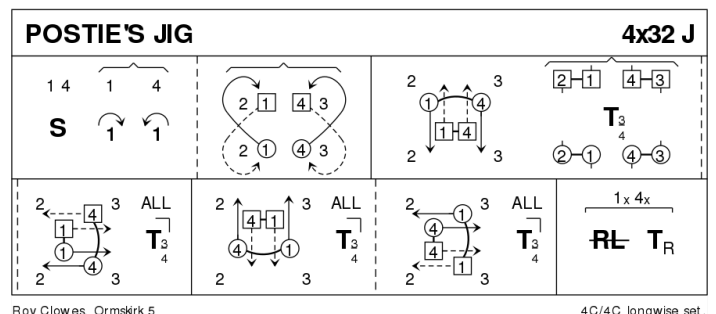 POSTIE'S JIG 4x32 J
1 4 1 4
S 1 1
2 1 4 3
2 1 4 3
2 3
1 4
1 4
2 3
2 1 4 3
T 3/4
2 1 4 3
2 3 ALL
4
1
T 3/4
1
4
2 3
2 3 ALL
4 1
T 3/4
4 1
2 3
2 3 ALL
1
4
T 3/4
4
1
2 3
1x 4x
RL TR
Roy Clowes, Ormskirk 5 4C/4C longwise set.